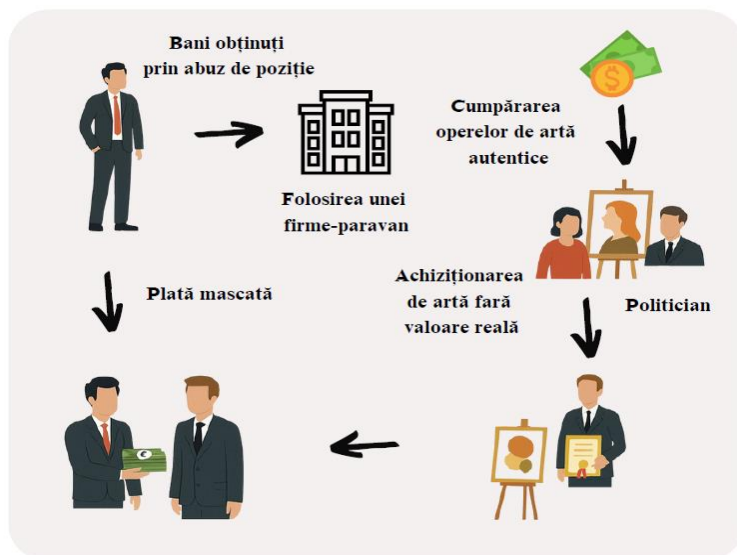 Bani obținuți
prin abuz de poziție
Folosirea unei
firme-paravan
Cumpărarea
operelor de artă
autentice
Plată mascată
Achiziționarea
de artă fară
valoare reală
Politician